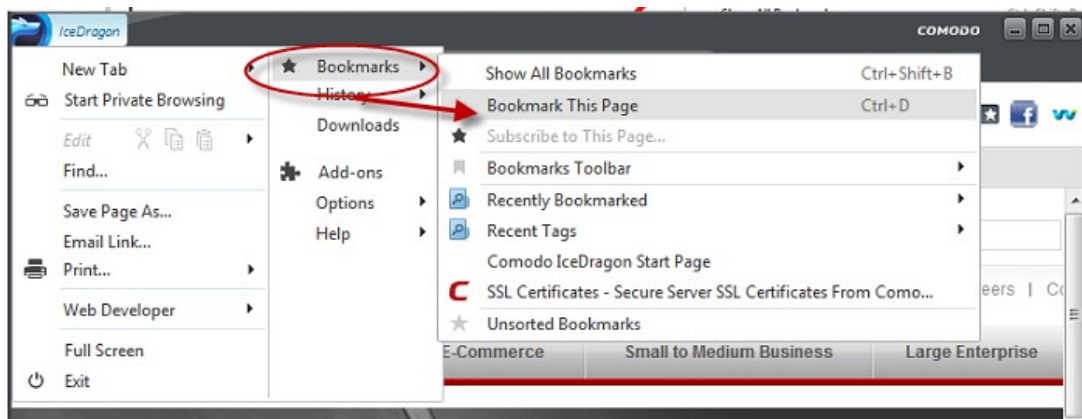 IceDragon
COMODO
New Tab
Start Private Browsing
Edit
Find...
Save Page As...
Email Link...
Print...
Web Developer
Full Screen
Exit
Bookmarks
History
Downloads
Add-ons
Options
Help
Show All Bookmarks Ctrl+Shift+B
Bookmark This Page Ctrl+D
Subscribe to This Page...
Bookmarks Toolbar
Recently Bookmarked
Recent Tags
Comodo IceDragon Start Page
SSL Certificates - Secure Server SSL Certificates From Como...
Unsorted Bookmarks
eers | Co
E-Commerce Small to Medium Business Large Enterprise